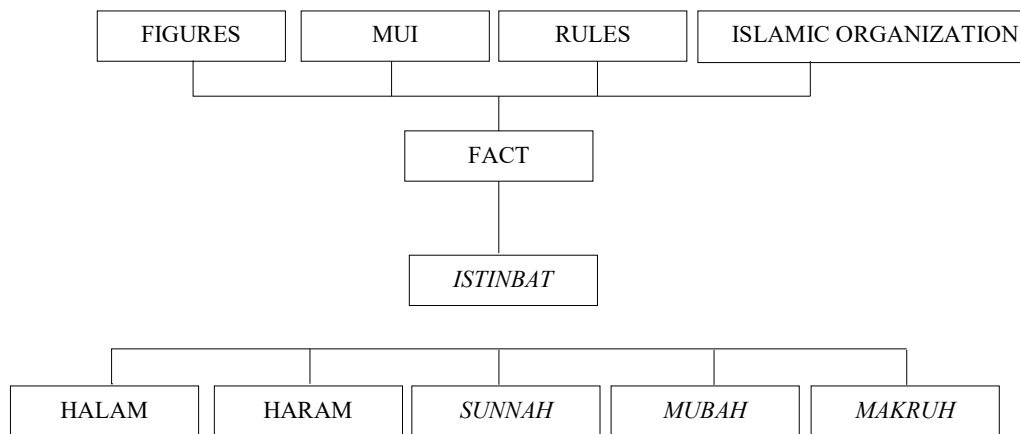 FIGURES
MUI
RULES
ISLAMIC ORGANIZATION
FACT
ISTINBAT
HALAM
HARAM
SUNNAH
MUBAH
MAKRUH